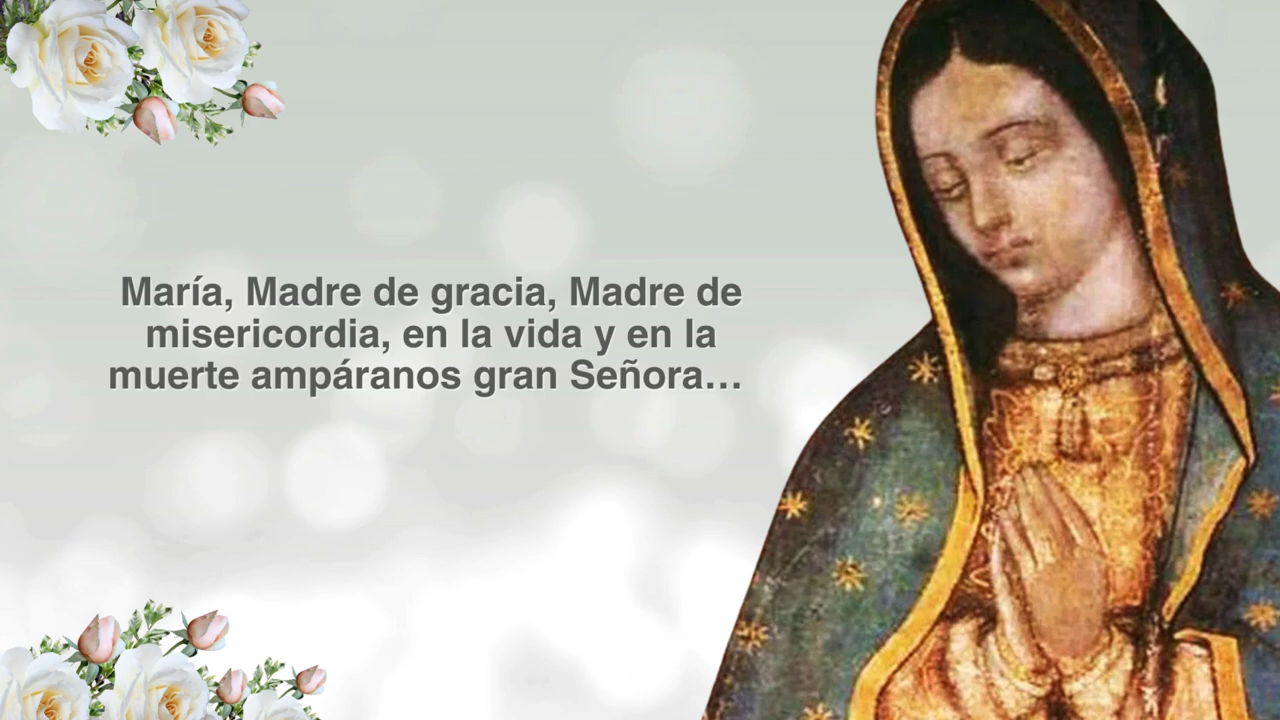 María, Madre de gracia, Madre de
misericordia, en la vida y en la
muerte ampáranos gran Señora…